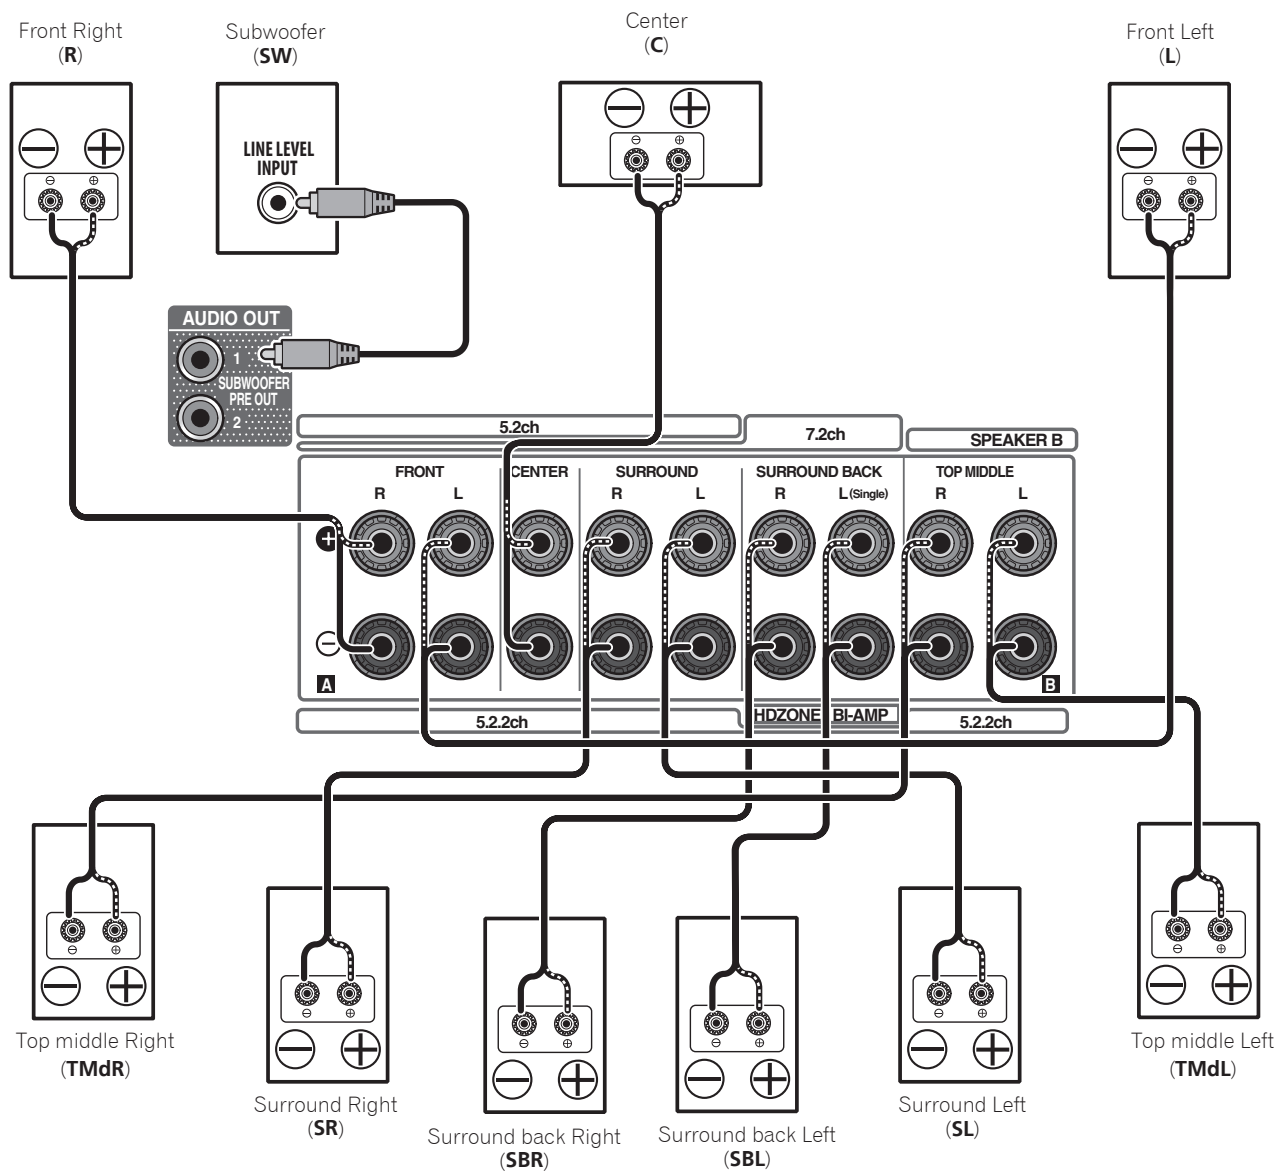 Front Right
(R)
Subwoofer
(SW)
Center
(C)
Front Left
(L)
LINE LEVEL
INPUT
AUDIO OUT
1
SUBWOOFER
PRE OUT
2
5.2ch
7.2ch
SPEAKER B
FRONT
CENTER
SURROUND
SURROUND BACK
TOP MIDDLE
R
L
R
L
R
L (Single)
R
L
A
B
5.2.2ch
HDZONE
BI-AMP
5.2.2ch
Top middle Right
(TMdR)
Surround Right
(SR)
Surround back Right
(SBR)
Surround back Left
(SBL)
Surround Left
(SL)
Top middle Left
(TMdL)